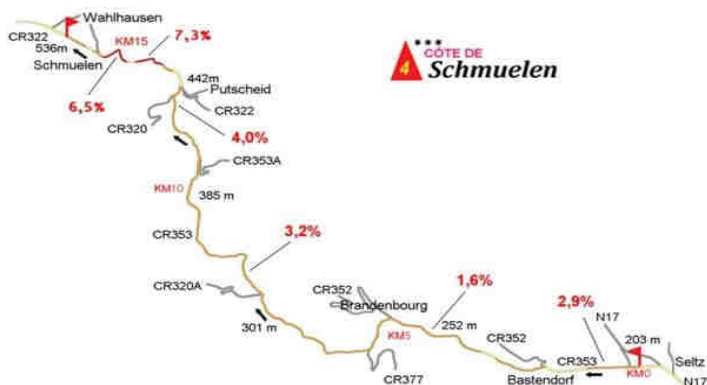 Wahlhausen
CR322
536m
KM15
7,3%
Schmuelen
6,5%
442m
Putscheid
CR322
CR320
4,0%
***
CÔTE DE
4
Schmuelen
CR353A
KM10
385 m
CR353
3,2%
CR320A
301 m
CR352
Brandenbourg
1,6%
KM5
252 m
CR377
CR352
2,9%
N17
203 m
Seltz
CR353
KM0
Bastendorf
N17